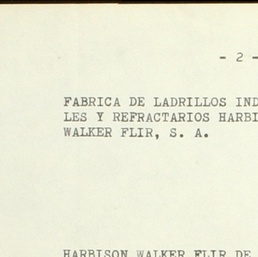 - 2 -
FABRICA DE LADRILLOS IND
LES Y REFRACTARIOS HARBI
WALKER FLIR, S. A.
HARBISON WALKER FLIR DE